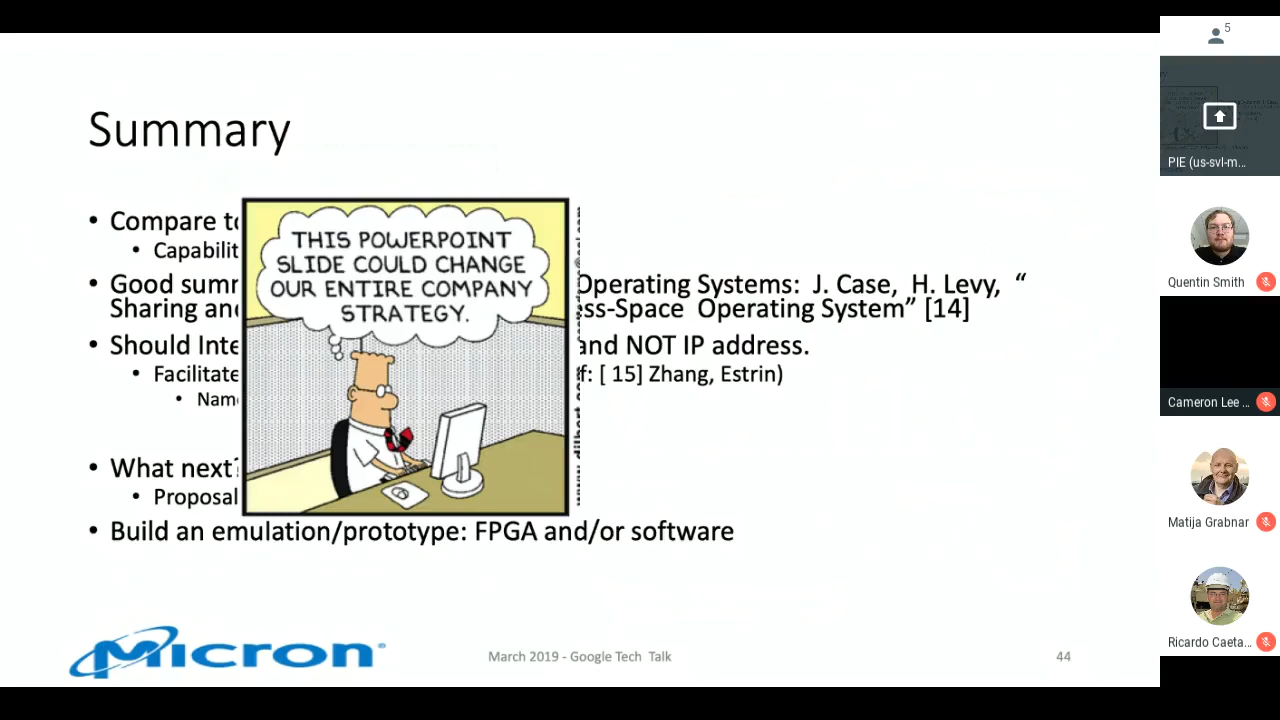 Summary
• Compare to
• Capabilit
• Good summ
Operating Systems: J. Case, H. Levy, “
Sharing an
ss-Space Operating System” [14]
• Should Inte
and NOT IP address.
• Facilitate
f: [ 15] Zhang, Estrin)
• Name
• What next?
• Proposal
• Build an emulation/prototype: FPGA and/or software
THIS POWERPOINT
SLIDE COULD CHANGE
OUR ENTIRE COMPANY
STRATEGY.
Micron®
March 2019 - Google Tech Talk
44
5
PIE (us-svl-m...
Quentin Smith
Cameron Lee ...
Matija Grabnar
Ricardo Caeta...